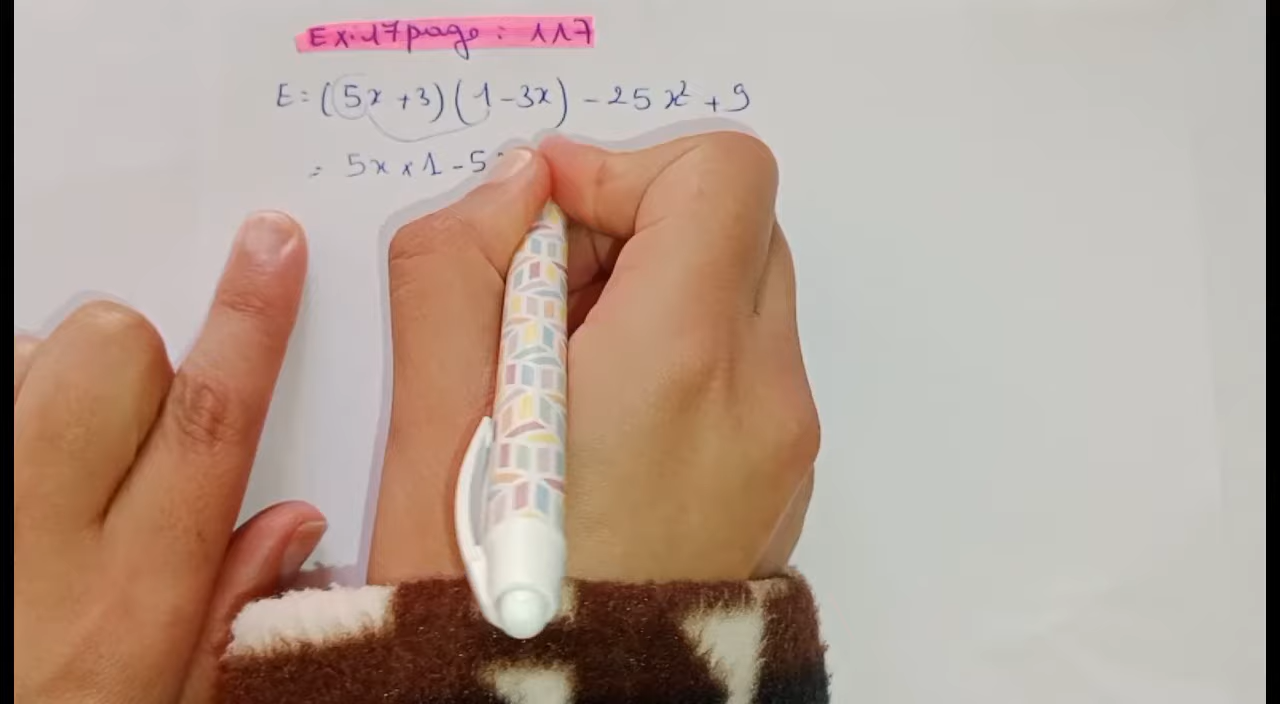 Ex.17 page : 117
E = (5x + 3)(1 - 3x) - 25x² + 9
= 5x × 1 - 5